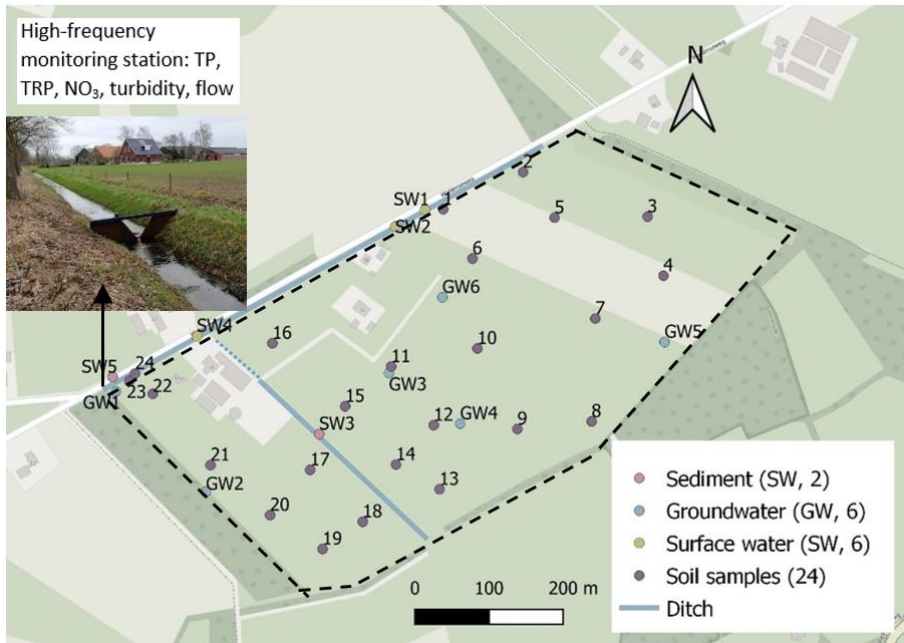 High-frequency
monitoring station: TP,
TRP, NO₃, turbidity, flow
N
2
SW1
1
SW2
5
3
6
4
GW6
7
SW4
GW5
16
10
11
GW3
SW5
24
23
22
GW1
15
12
GW4
9
8
SW3
14
21
17
13
GW2
20
18
19
Sediment (SW, 2)
Groundwater (GW, 6)
Surface water (SW, 6)
Soil samples (24)
Ditch
0 100 200 m